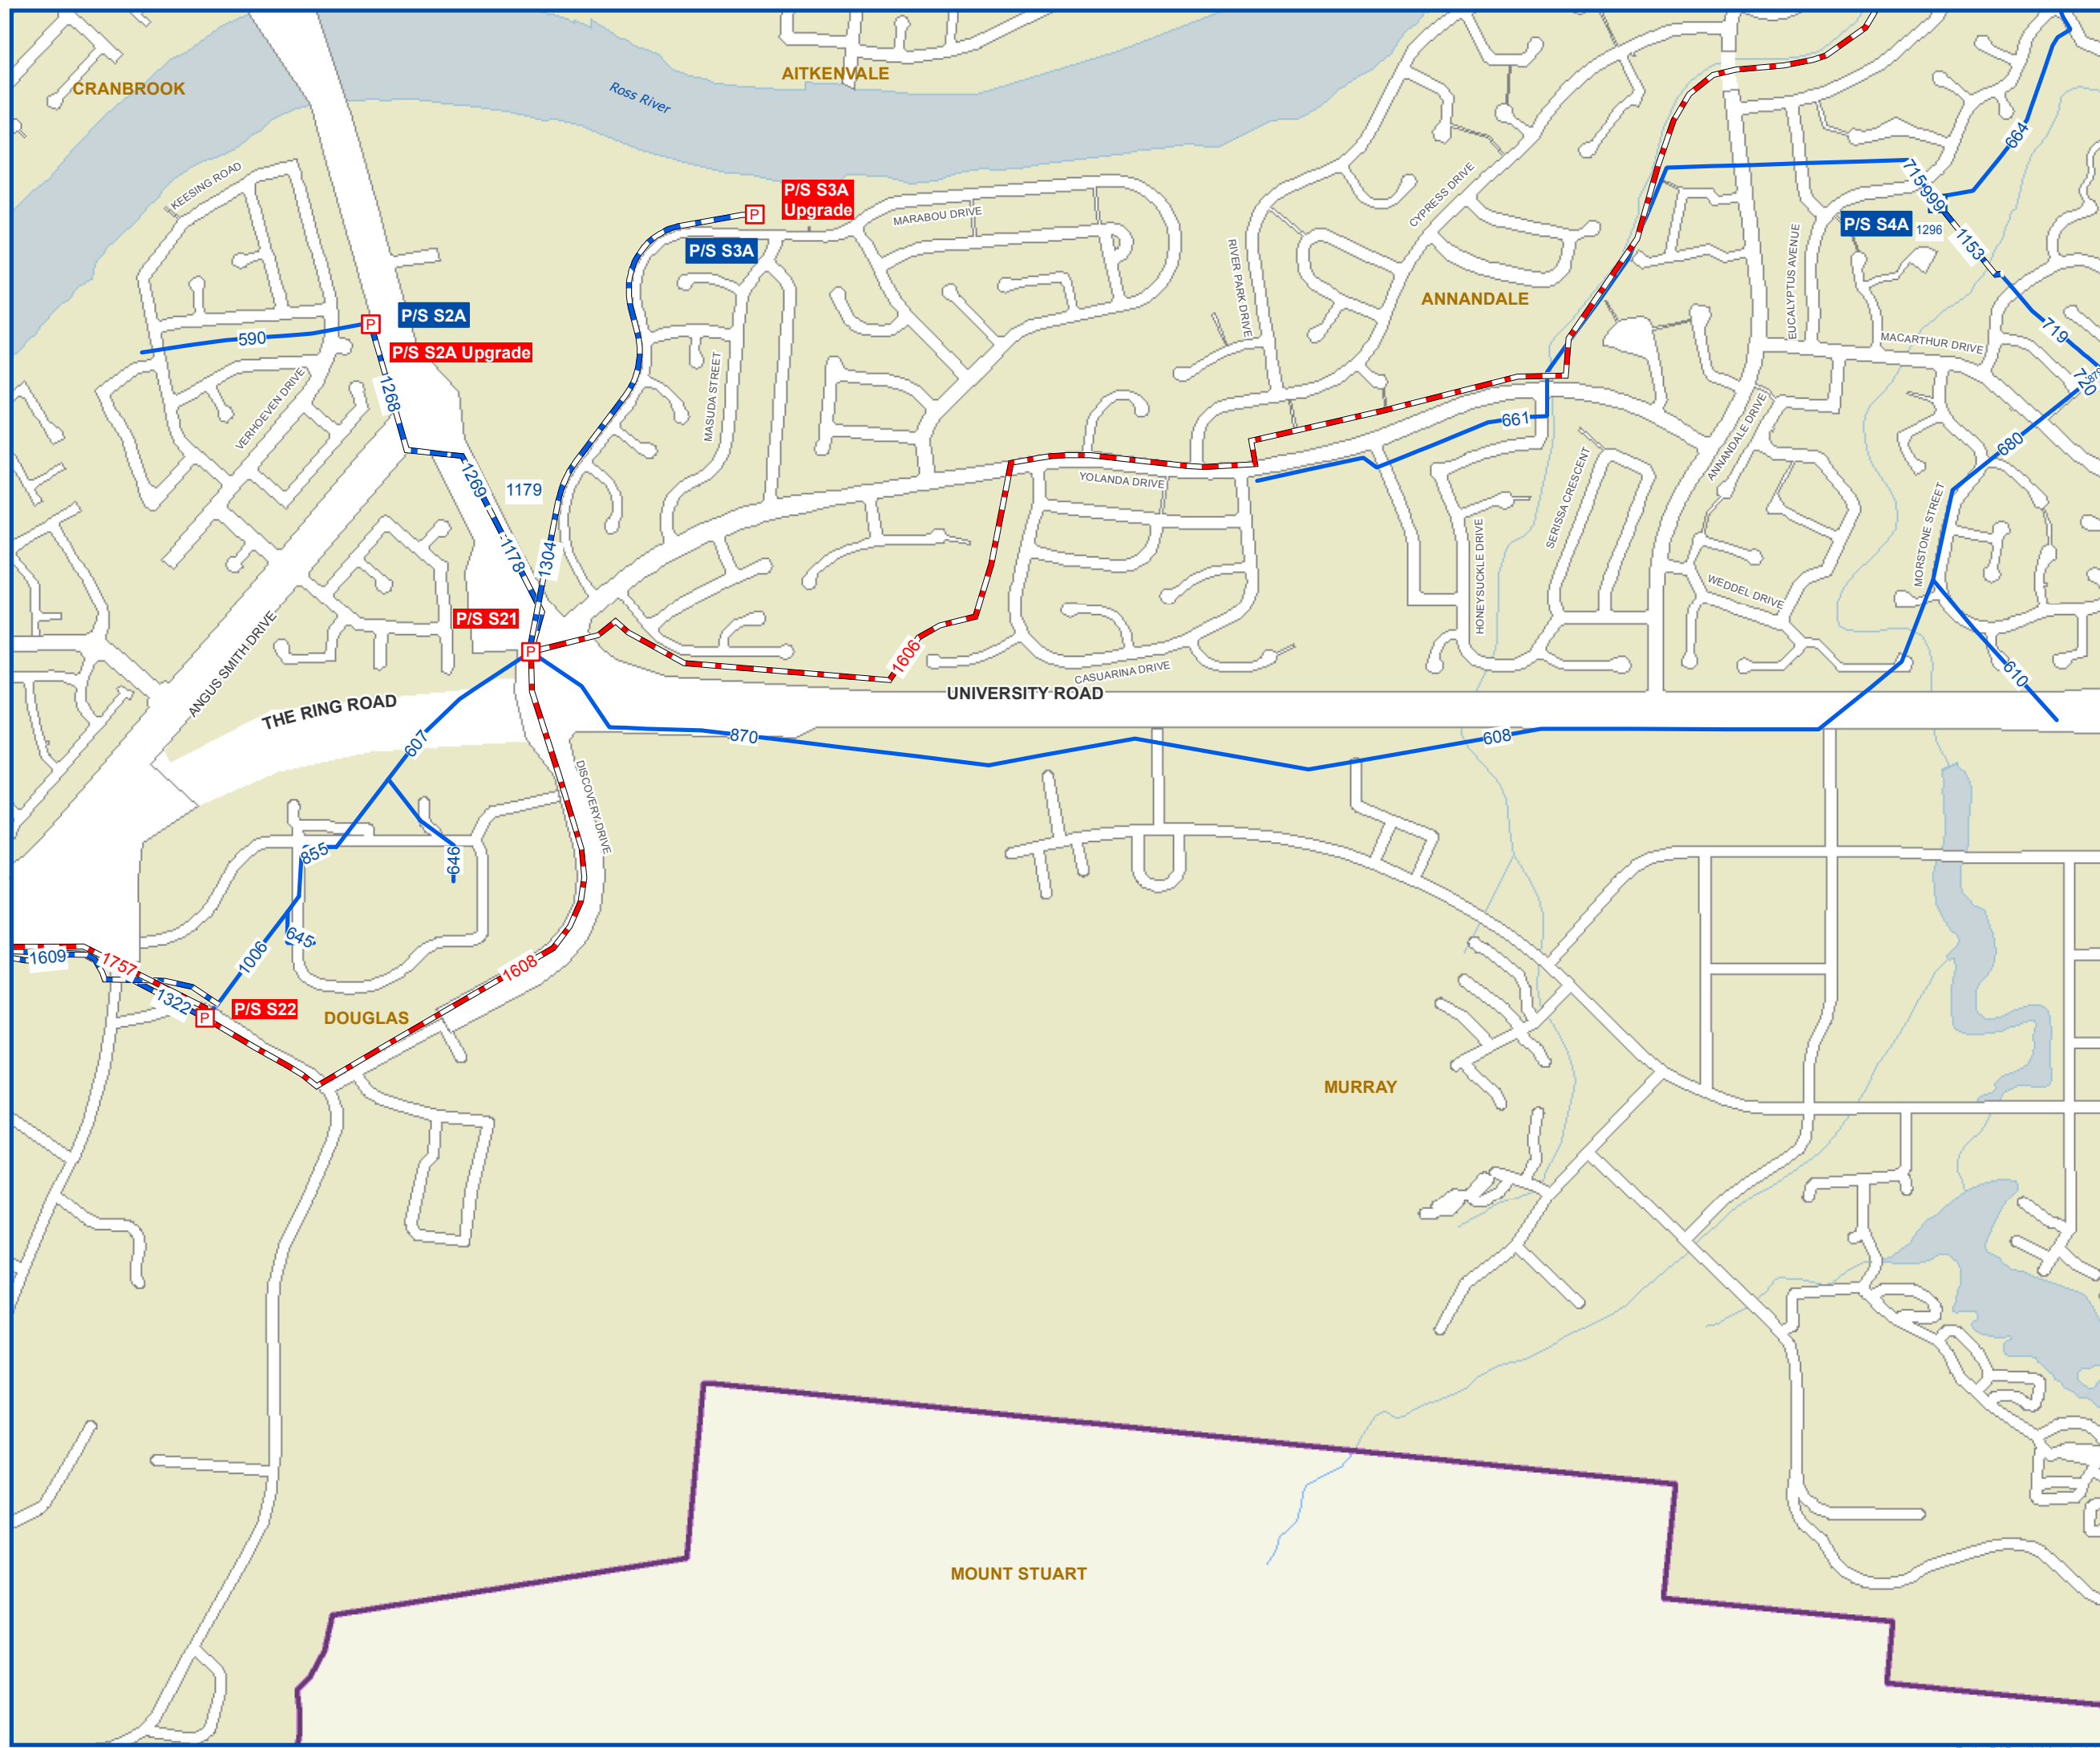 CRANBROOK
AITKENVALE
Ross River
664
KEESING ROAD
CYPRESS DRIVE
715
999
P/S S3A
Upgrade
MARABOU DRIVE
P/S S4A
1296
1153
P/S S3A
RIVER PARK DRIVE
EUCALYPTUS AVENUE
ANNANDALE
P/S S2A
590
P/S S2A Upgrade
719
MACARTHUR DRIVE
720
1268
VERHOEVEN DRIVE
MASUDA STREET
661
ANNANDALE DRIVE
680
1269
1179
YOLANDA DRIVE
SERISSA CRESCENT
MORSTONE STREET
1178
1304
HONEYSUCKLE DRIVE
WEDDEL DRIVE
P/S S21
1606
CASUARINA DRIVE
610
ANGUS SMITH DRIVE
THE RING ROAD
UNIVERSITY ROAD
607
870
608
DISCOVERY DRIVE
855
646
645
1006
1609
1757
1608
1322
P/S S22
DOUGLAS
MURRAY
MOUNT STUART
P
P
P
P